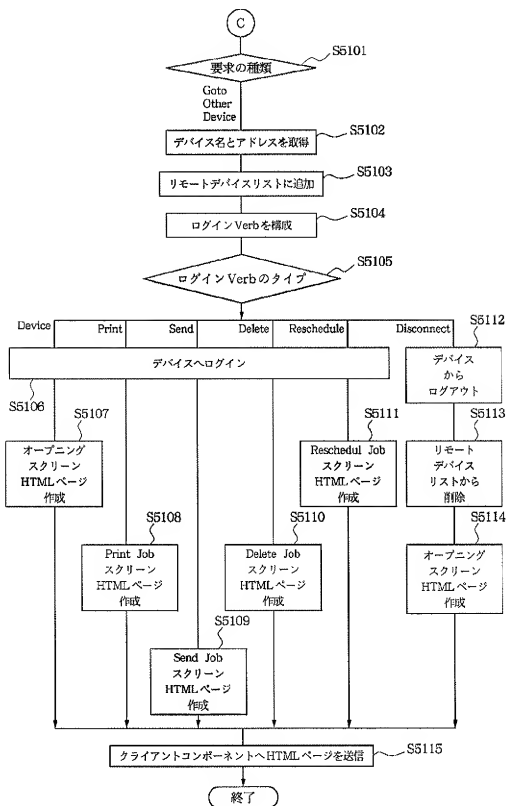 C
S5101
要求の種類
Goto
Other
Device
S5102
デバイス名とアドレスを取得
S5103
リモートデバイスリストに追加
S5104
ログインVerbを構成
S5105
ログインVerbのタイプ
Device
Print
Send
Delete
Reschedule
Disconnect
S5112
デバイスへログイン
デバイス
から
ログアウト
S5106
S5107
オープニング
スクリーン
HTMLページ
作成
S5111
Reschedul Job
スクリーン
HTMLページ
作成
S5113
リモート
デバイス
リストから
削除
S5108
Print Job
スクリーン
HTMLページ
作成
S5110
Delete Job
スクリーン
HTMLページ
作成
S5114
オープニング
スクリーン
HTMLページ
作成
S5109
Send Job
スクリーン
HTMLページ
作成
クライアントコンポーネントへHTMLページを送信
S5115
終了